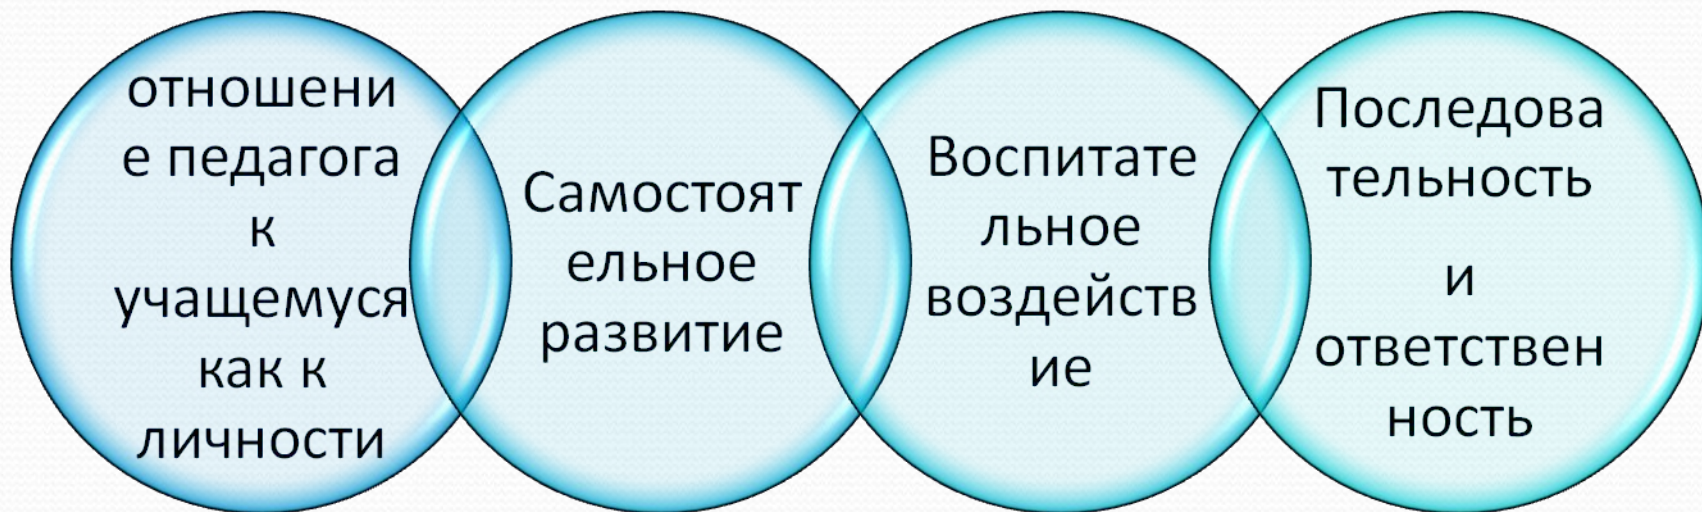 отношени
е педагога
к
учащемуся
как к
личности
Самостоят
ельное
развитие
Воспитате
льное
воздейств
ие
Последова
тельность
и
ответствен
ность